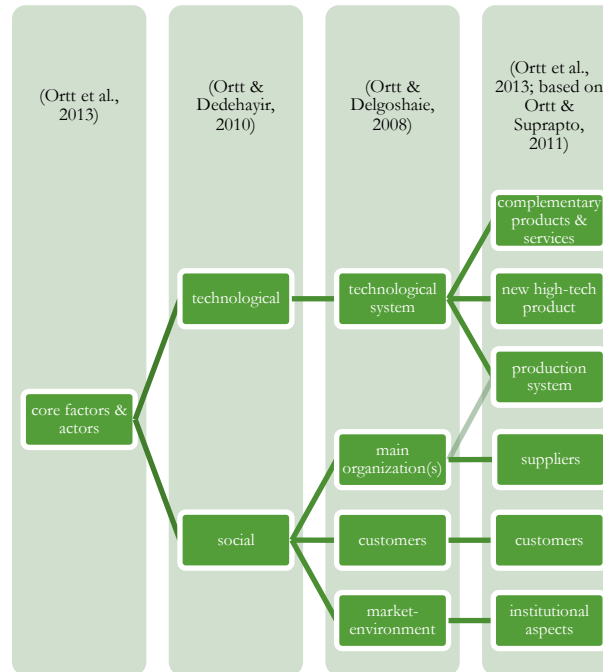 (Ortt et al.,
2013)
(Ortt &
Dedehayir,
2010)
(Ortt &
Delgoshaie,
2008)
(Ortt et al.,
2013; based on
Ortt &
Suprapto,
2011)
core factors &
actors
technological
social
technological
system
main
organization(s)
customers
market-
environment
complementary
products &
services
new high-tech
product
production
system
suppliers
customers
institutional
aspects